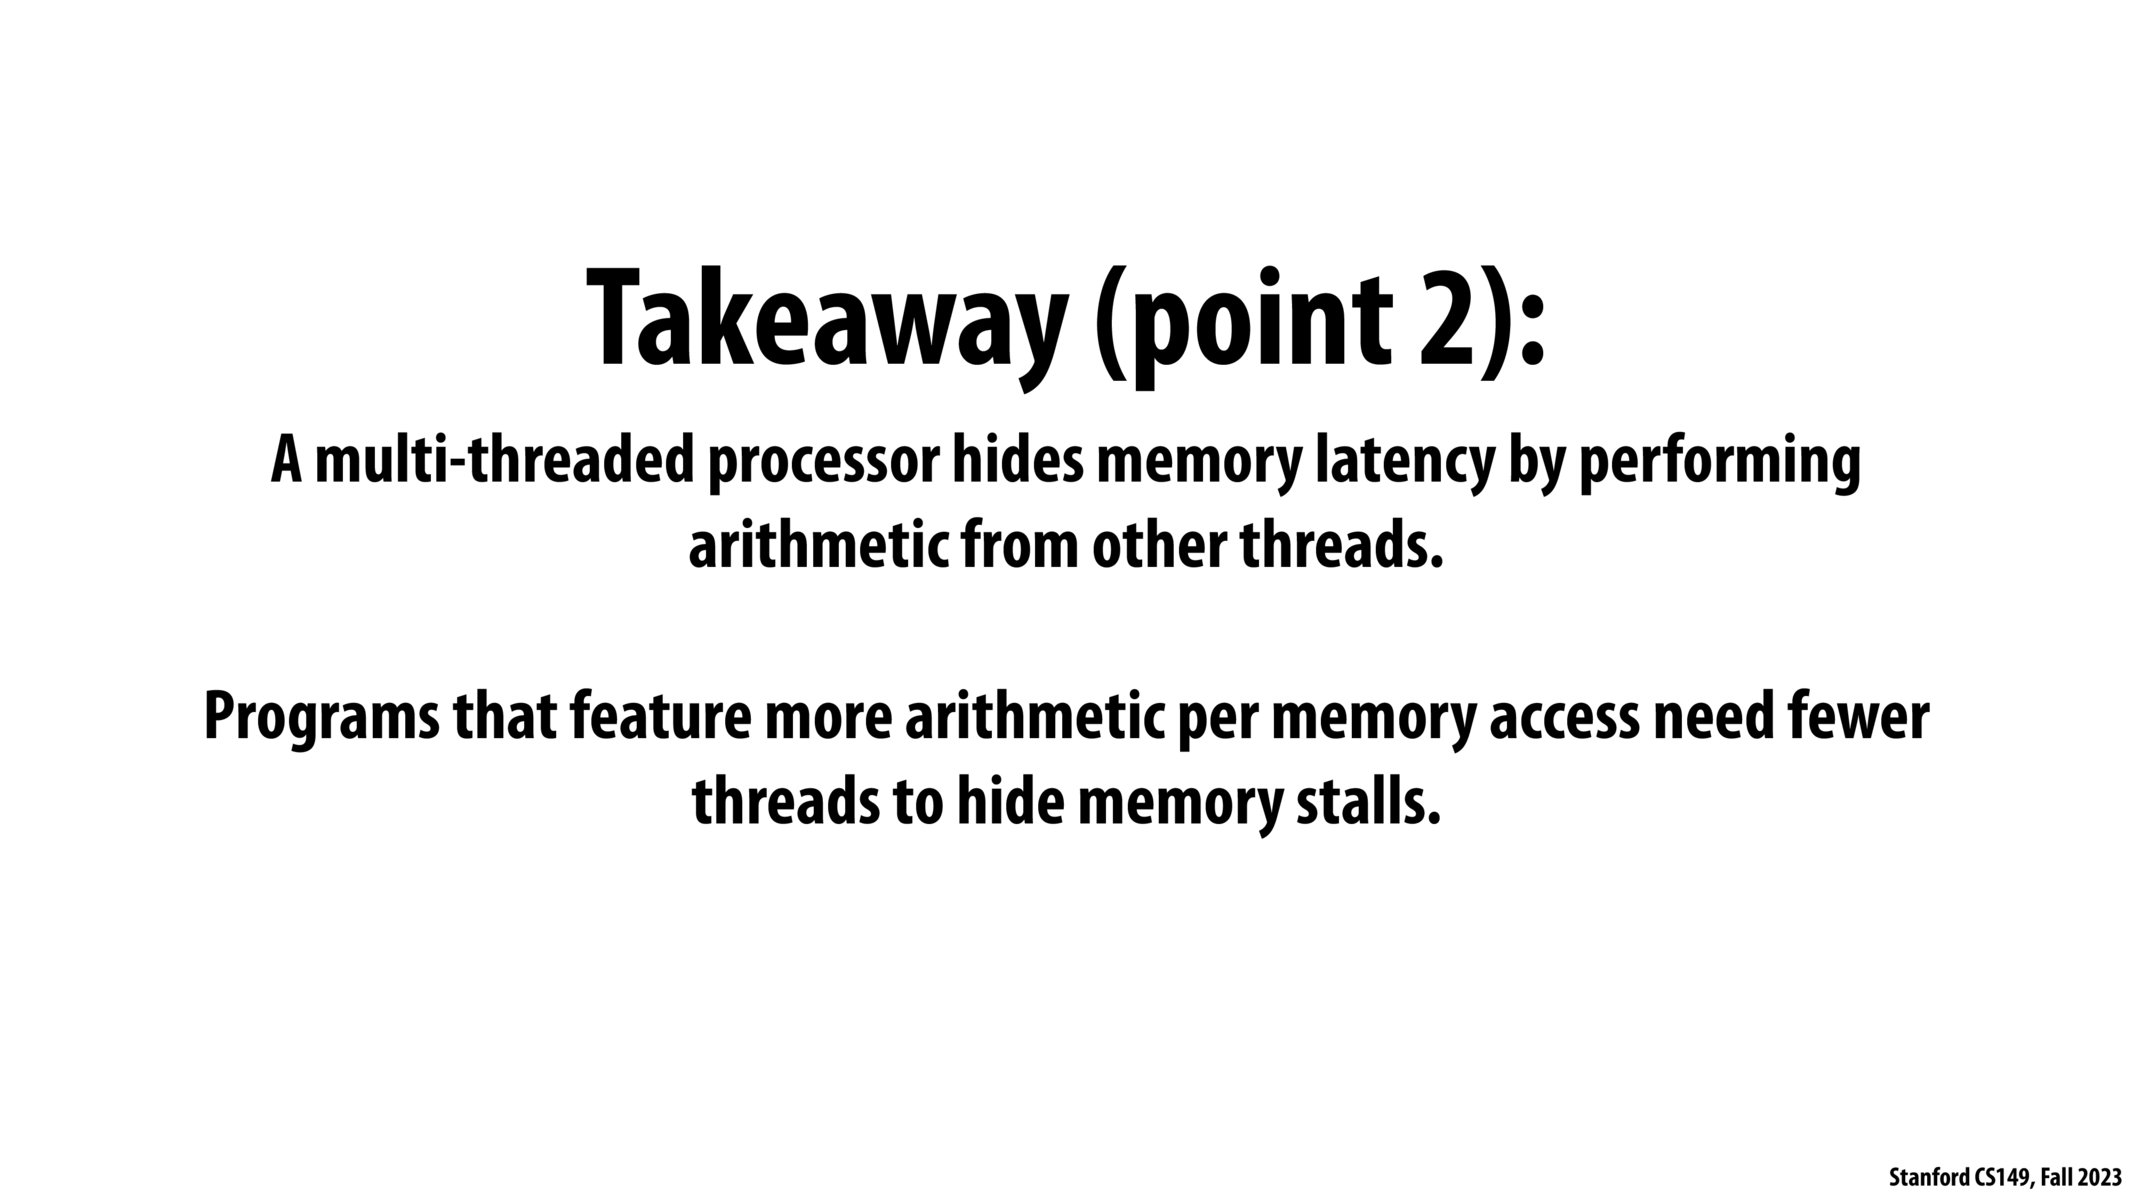 Takeaway (point 2):
A multi-threaded processor hides memory latency by performing
arithmetic from other threads.
Programs that feature more arithmetic per memory access need fewer
threads to hide memory stalls.
Stanford CS149, Fall 2023